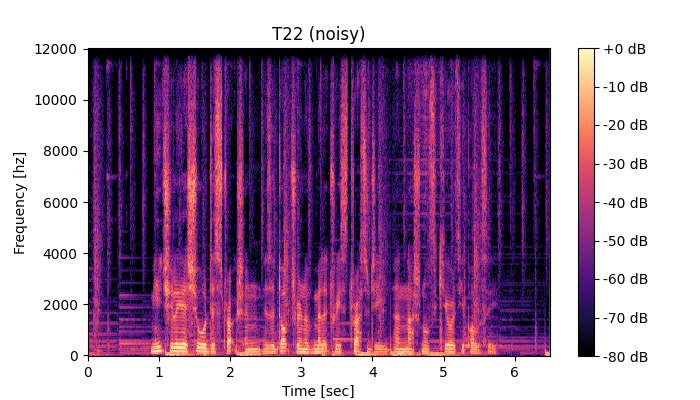 T22 (noisy)
12000
10000
8000
6000
4000
2000
0
Frequency [hz]
0 1 2 3 4 5 6
Time [sec]
+0 dB
-10 dB
-20 dB
-30 dB
-40 dB
-50 dB
-60 dB
-70 dB
-80 dB